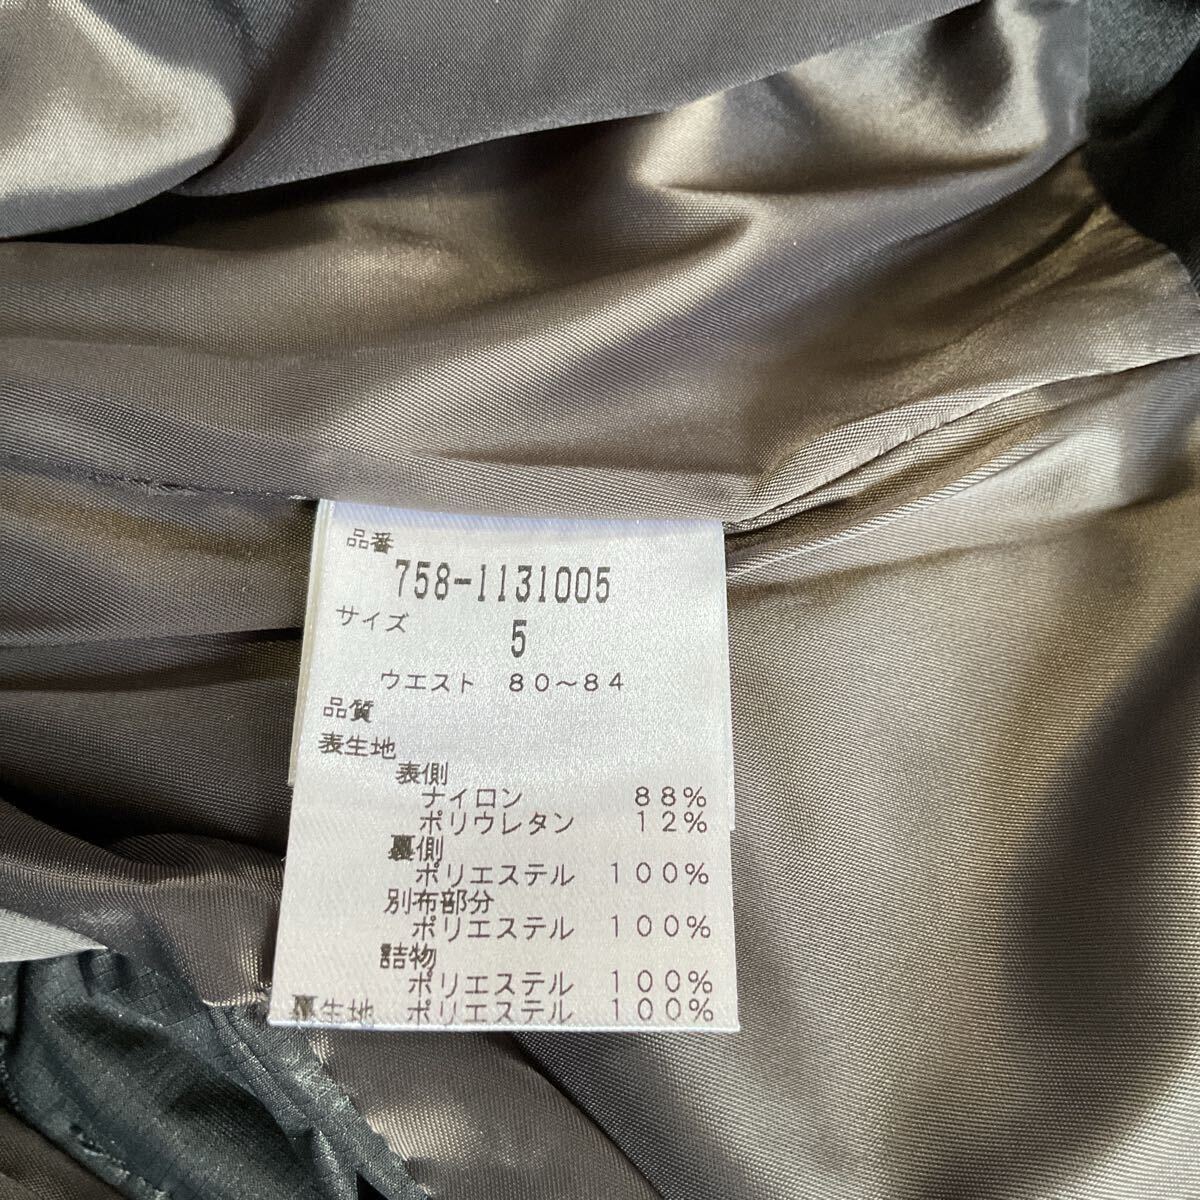 品番
758-1131005
サイズ
5
ウエスト 80～84
品質
表生地
表側
ナイロン 88%
ポリウレタン 12%
裏側
ポリエステル 100%
別布部分
ポリエステル 100%
詰物
ポリエステル 100%
裏生地 ポリエステル 100%